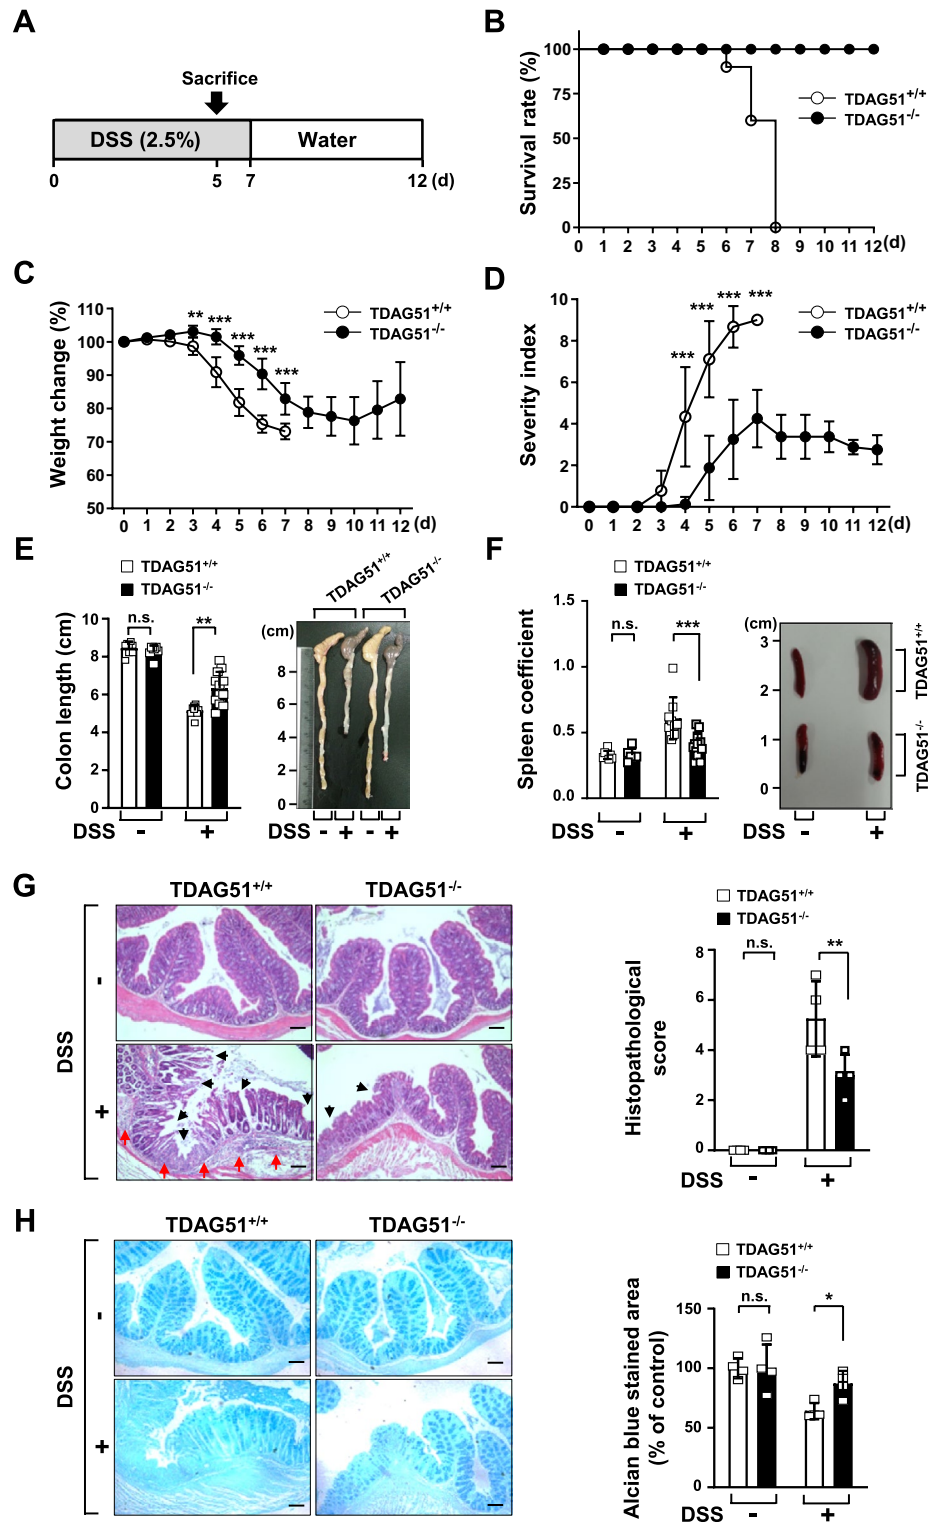 A
Sacrifice
DSS (2.5%)
Water
0 5 7 12 (d)
B
Survival rate (%)
100
75
50
25
0
0 1 2 3 4 5 6 7 8 9 10 11 12 (d)
TDAG51+/+
TDAG51-/-
C
Weight change (%)
110
100
90
80
70
60
50
0 1 2 3 4 5 6 7 8 9 10 11 12 (d)
** *** *** *** ***
TDAG51+/+
TDAG51-/-
D
Severity index
10
8
6
4
2
0
0 1 2 3 4 5 6 7 8 9 10 11 12 (d)
*** *** *** ***
TDAG51+/+
TDAG51-/-
E
TDAG51+/+
TDAG51-/-
Colon length (cm)
10
8
6
4
2
0
n.s. **
DSS - +
TDAG51+/+ TDAG51-/-
(cm)
8
6
4
2
0
DSS - + - +
F
TDAG51+/+
TDAG51-/-
Spleen coefficient
1.5
1.0
0.5
0.0
n.s. ***
DSS - +
(cm)
3
2
1
0
TDAG51+/+
TDAG51-/-
- +
G
TDAG51+/+ TDAG51-/-
DSS
-
+
TDAG51+/+
TDAG51-/-
Histopathological
score
8
6
4
2
0
n.s. **
DSS - +
H
TDAG51+/+ TDAG51-/-
DSS
-
+
TDAG51+/+
TDAG51-/-
Alcian blue stained area
(% of control)
150
100
50
0
n.s. *
DSS - +